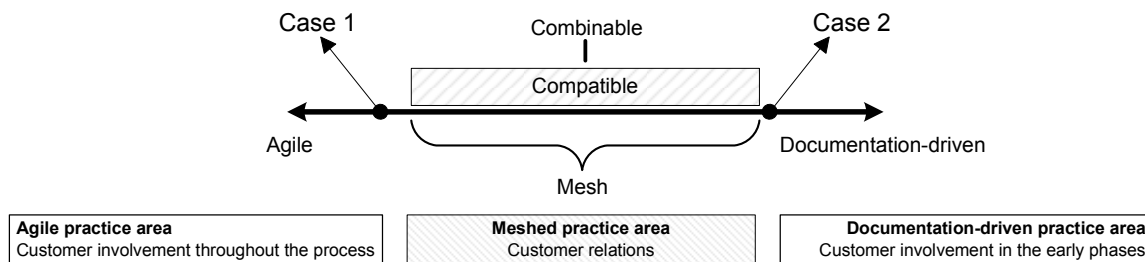 Case 1
Combinable
Case 2
Compatible
Agile
Documentation-driven
Mesh
Agile practice area
Customer involvement throughout the process
Meshed practice area
Customer relations
Documentation-driven practice area
Customer involvement in the early phases